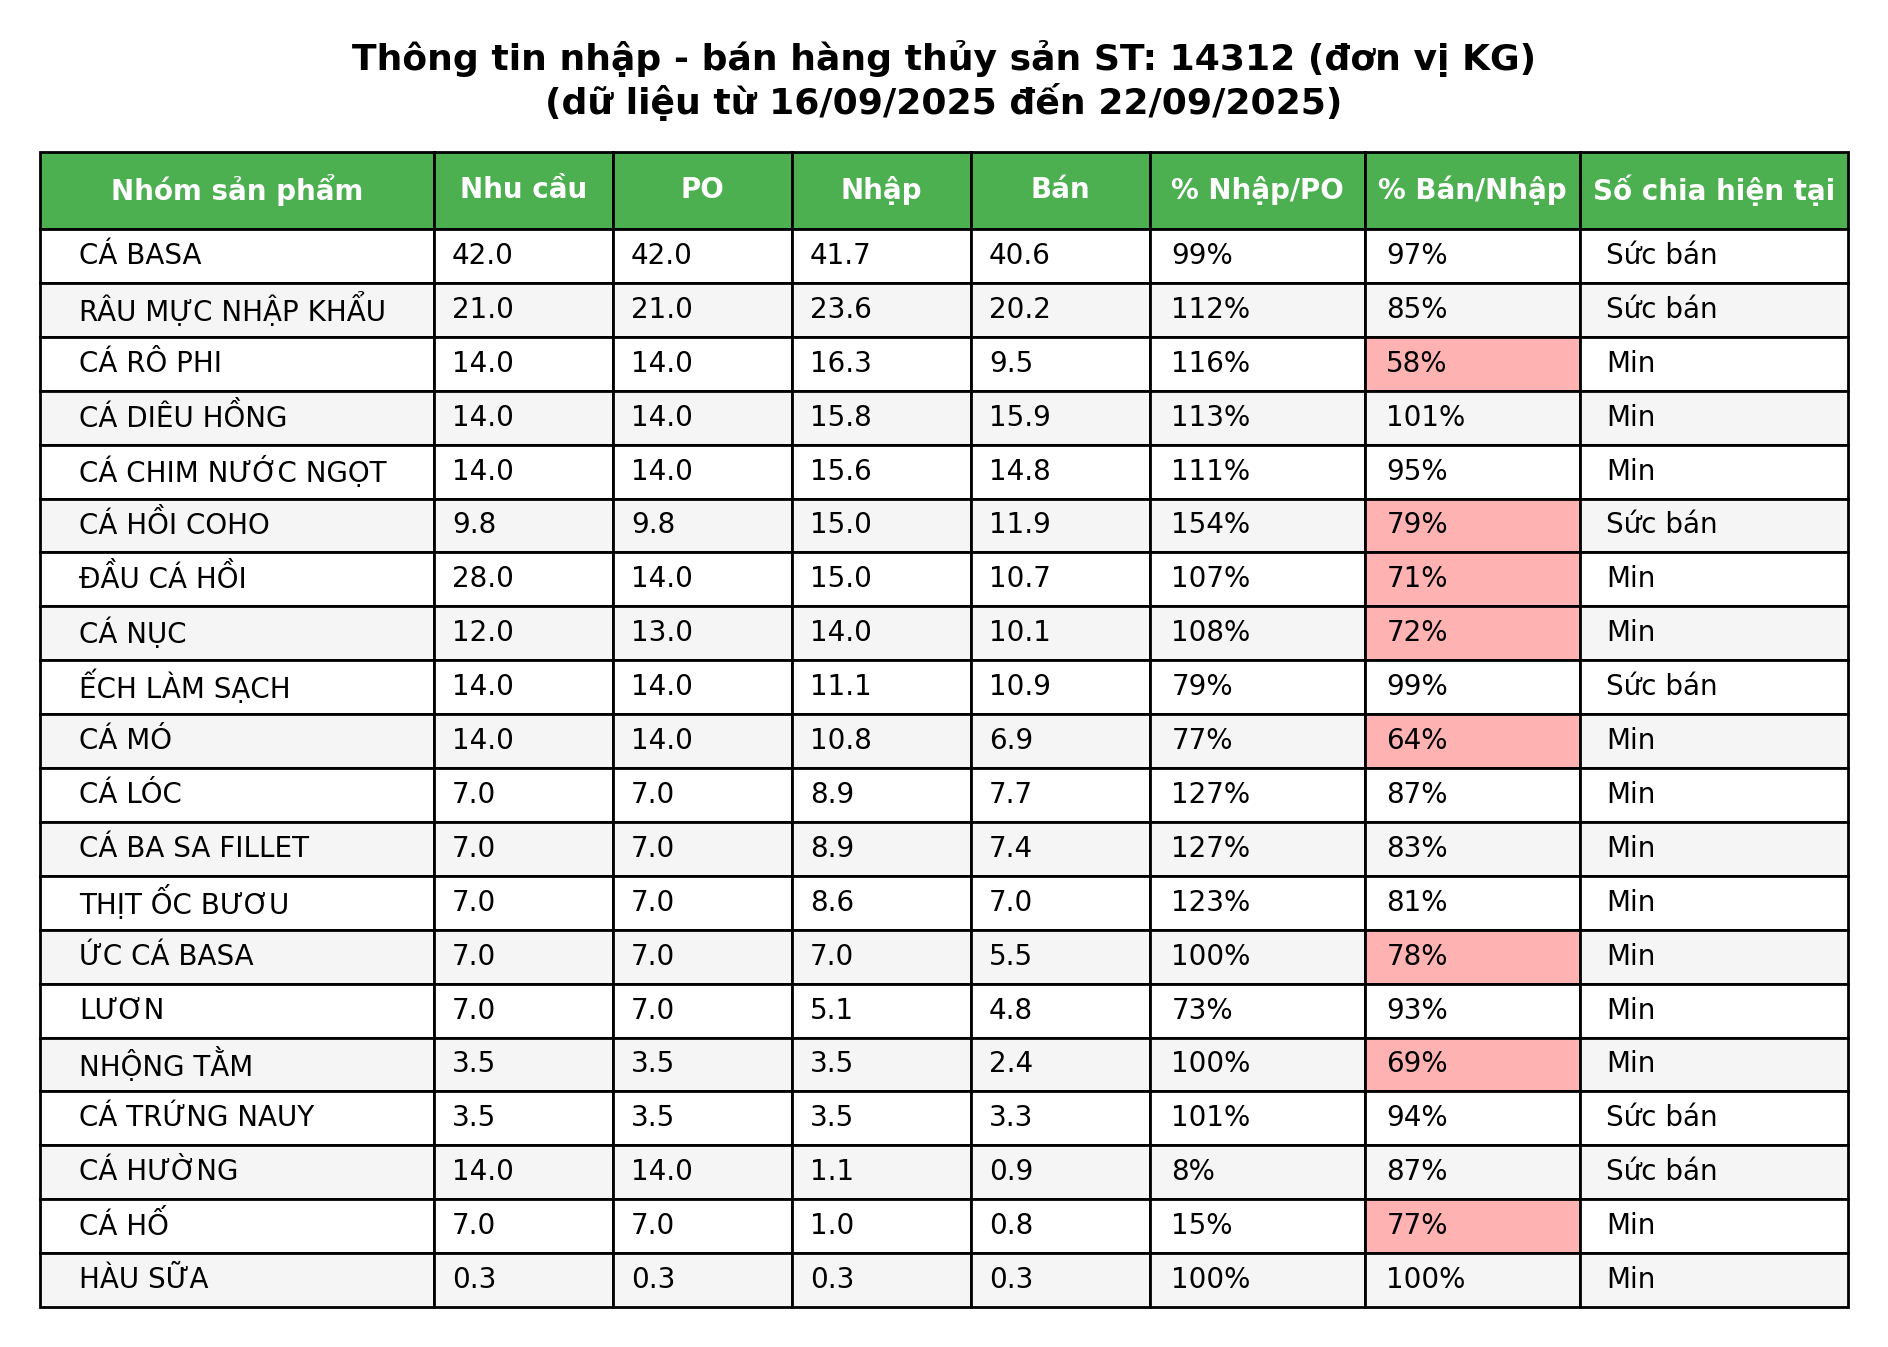 Thông tin nhập - bán hàng thủy sản ST: 14312 (đơn vị KG)
(dữ liệu từ 16/09/2025 đến 22/09/2025)
Nhóm sản phẩm Nhu cầu PO Nhập Bán % Nhập/PO % Bán/Nhập Số chia hiện tại
CÁ BASA 42.0 42.0 41.7 40.6 99% 97% Sức bán
RÂU MỰC NHẬP KHẨU 21.0 21.0 23.6 20.2 112% 85% Sức bán
CÁ RÔ PHI 14.0 14.0 16.3 9.5 116% 58% Min
CÁ DIÊU HỒNG 14.0 14.0 15.8 15.9 113% 101% Min
CÁ CHIM NƯỚC NGỌT 14.0 14.0 15.6 14.8 111% 95% Min
CÁ HỒI COHO 9.8 9.8 15.0 11.9 154% 79% Sức bán
ĐẦU CÁ HỒI 28.0 14.0 15.0 10.7 107% 71% Min
CÁ NỤC 12.0 13.0 14.0 10.1 108% 72% Min
ẾCH LÀM SẠCH 14.0 14.0 11.1 10.9 79% 99% Sức bán
CÁ MÓ 14.0 14.0 10.8 6.9 77% 64% Min
CÁ LÓC 7.0 7.0 8.9 7.7 127% 87% Min
CÁ BA SA FILLET 7.0 7.0 8.9 7.4 127% 83% Min
THỊT ỐC BƯƠU 7.0 7.0 8.6 7.0 123% 81% Min
ỨC CÁ BASA 7.0 7.0 7.0 5.5 100% 78% Min
LƯƠN 7.0 7.0 5.1 4.8 73% 93% Min
NHỘNG TẰM 3.5 3.5 3.5 2.4 100% 69% Min
CÁ TRỨNG NAUY 3.5 3.5 3.5 3.3 101% 94% Sức bán
CÁ HƯỜNG 14.0 14.0 1.1 0.9 8% 87% Sức bán
CÁ HỐ 7.0 7.0 1.0 0.8 15% 77% Min
HÀU SỮA 0.3 0.3 0.3 0.3 100% 100% Min